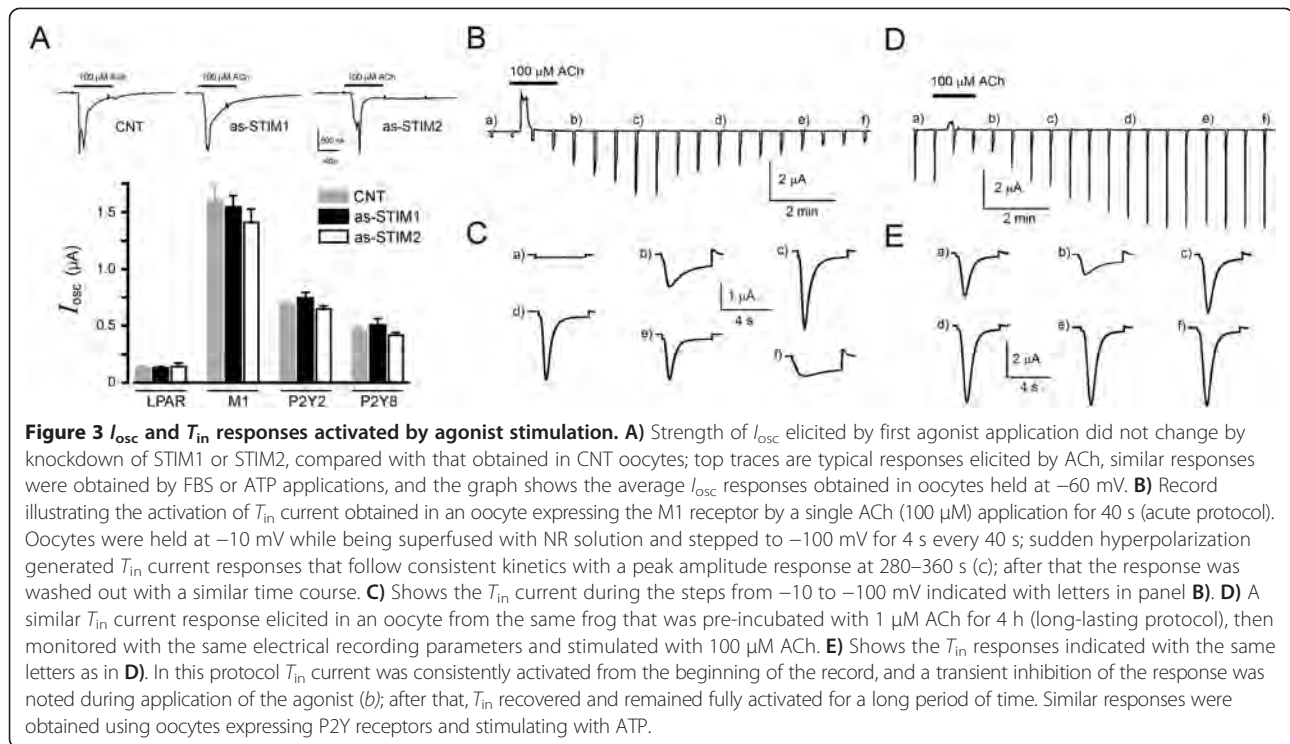 A
B
D
100 μM ACh
100 μM ACh
100 μM ACh
CNT
as-STIM1
as-STIM2
500 nA
40s
CNT
as-STIM1
as-STIM2
1.5
1.0
0.5
0
Iosc (μA)
LPAR
M1
P2Y2
P2Y8
100 μM ACh
a)
b)
c)
d)
e)
f)
2 μA
2 min
C
a)
b)
c)
1 μA
4 s
d)
e)
f)
100 μM ACh
a)
b)
c)
d)
e)
f)
2 μA
2 min
E
a)
b)
c)
d)
e)
f)
2 μA
4 s
Figure 3 Iosc and Tin responses activated by agonist stimulation. A) Strength of Iosc elicited by first agonist application did not change by
knockdown of STIM1 or STIM2, compared with that obtained in CNT oocytes; top traces are typical responses elicited by ACh, similar responses
were obtained by FBS or ATP applications, and the graph shows the average Iosc responses obtained in oocytes held at −60 mV. B) Record
illustrating the activation of Tin current obtained in an oocyte expressing the M1 receptor by a single ACh (100 μM) application for 40 s (acute protocol).
Oocytes were held at −10 mV while being superfused with NR solution and stepped to −100 mV for 4 s every 40 s; sudden hyperpolarization
generated Tin current responses that follow consistent kinetics with a peak amplitude response at 280–360 s (c); after that the response was
washed out with a similar time course. C) Shows the Tin current during the steps from −10 to −100 mV indicated with letters in panel B). D) A
similar Tin current response elicited in an oocyte from the same frog that was pre-incubated with 1 μM ACh for 4 h (long-lasting protocol), then
monitored with the same electrical recording parameters and stimulated with 100 μM ACh. E) Shows the Tin responses indicated with the same
letters as in D). In this protocol Tin current was consistently activated from the beginning of the record, and a transient inhibition of the response was
noted during application of the agonist (b); after that, Tin recovered and remained fully activated for a long period of time. Similar responses were
obtained using oocytes expressing P2Y receptors and stimulating with ATP.